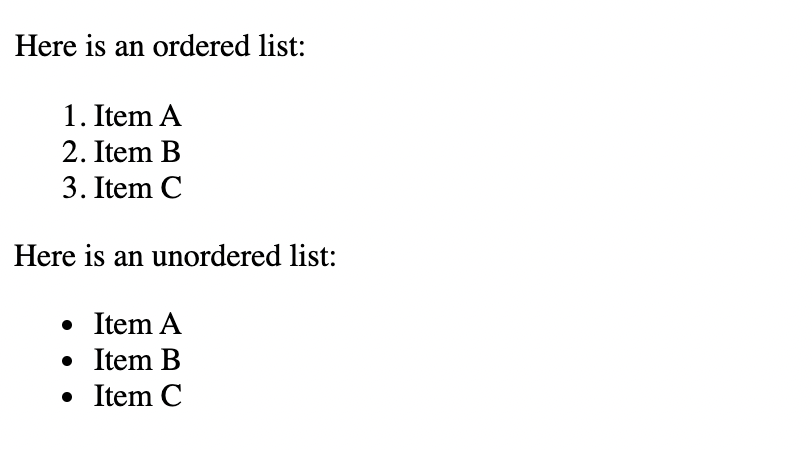 Here is an ordered list:
1. Item A
2. Item B
3. Item C
Here is an unordered list:
• Item A
• Item B
• Item C